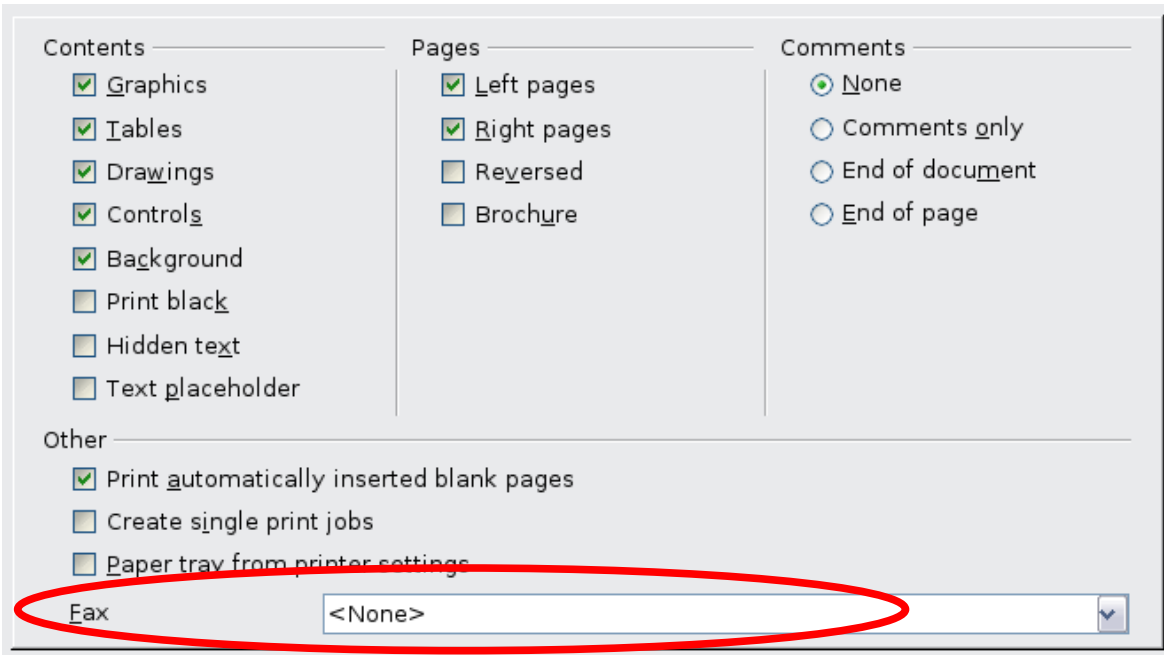 Contents
Graphics
Tables
Drawings
Controls
Background
Print black
Hidden text
Text placeholder
Pages
Left pages
Right pages
Reversed
Brochure
Comments
None
Comments only
End of document
End of page
Other
Print automatically inserted blank pages
Create single print jobs
Paper tray from printer settings
Fax
<None>